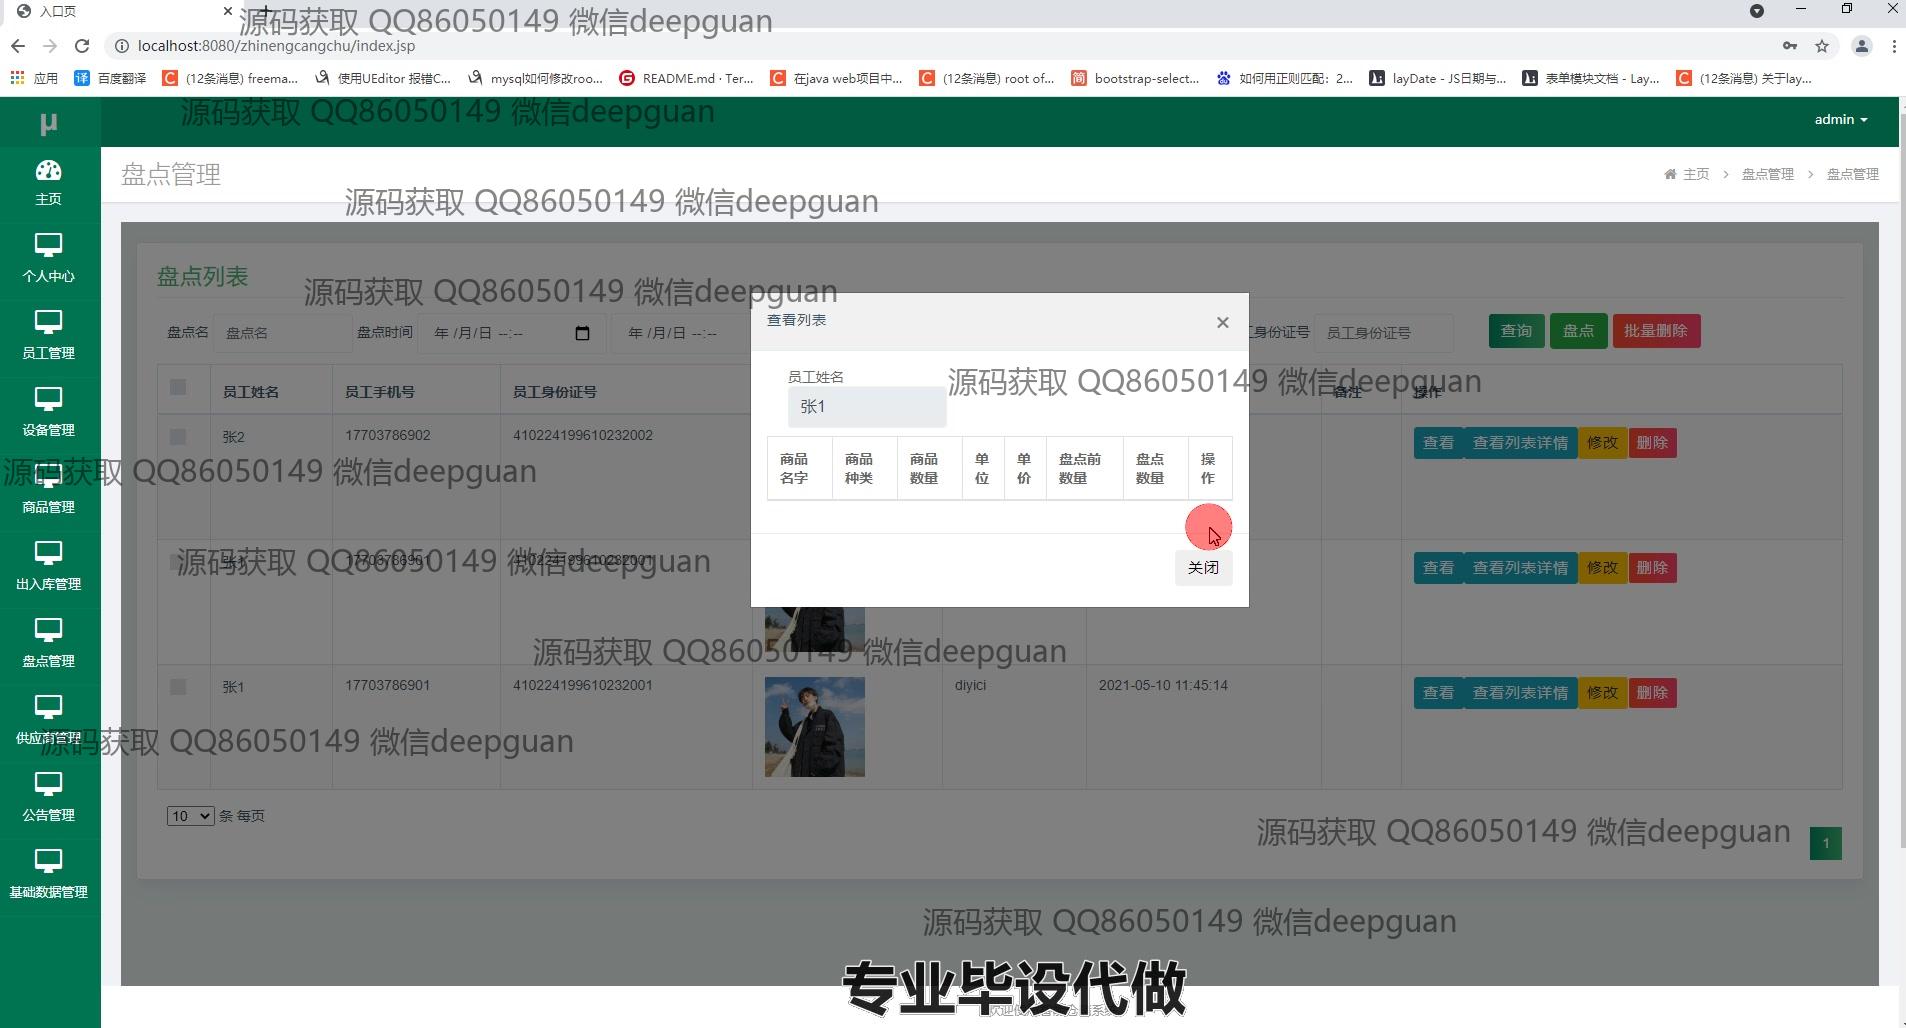 入口页
源码获取 QQ86050149 微信deepguan
localhost:8080/zhinengcangchu/index.jsp
应用 百度翻译 (12条消息) freema... 使用UEditor 报错C... mysql如何修改roo... README.md · Ter... 在java web项目中... (12条消息) root of... bootstrap-select... 如何用正则匹配：2... layDate - JS日期与... 表单模块文档 - Lay... (12条消息) 关于lay...
源码获取 QQ86050149 微信deepguan
μ admin
盘点管理 主页 > 盘点管理 > 盘点管理
主页
源码获取 QQ86050149 微信deepguan
个人中心
盘点列表
源码获取 QQ86050149 微信deepguan
查看列表 ×
盘点名 盘点名 盘点时间 年 /月/日 --:-- 年 /月/日 --:-- 身份证号 员工身份证号 查询 盘点 批量删除
员工管理
员工姓名
源码获取 QQ86050149 微信deepguan
员工姓名 员工手机号 员工身份证号 备注 操作
张1
设备管理
张2 17703786902 410224199610232002 查看 查看列表详情 修改 删除
商品名字 商品种类 商品数量 单位 单价 盘点前数量 盘点数量 操作
源码获取 QQ86050149 微信deepguan
商品管理
源码获取 QQ86050149 微信deepguan
张1 17703786901 410224199610232001 查看 查看列表详情 修改 删除
关闭
出入库管理
源码获取 QQ86050149 微信deepguan
盘点管理
张1 17703786901 410224199610232001 diyici 2021-05-10 11:45:14 查看 查看列表详情 修改 删除
供应商管理
源码获取 QQ86050149 微信deepguan
公告管理
10 条 每页
源码获取 QQ86050149 微信deepguan
1
基础数据管理
源码获取 QQ86050149 微信deepguan
专业毕设代做